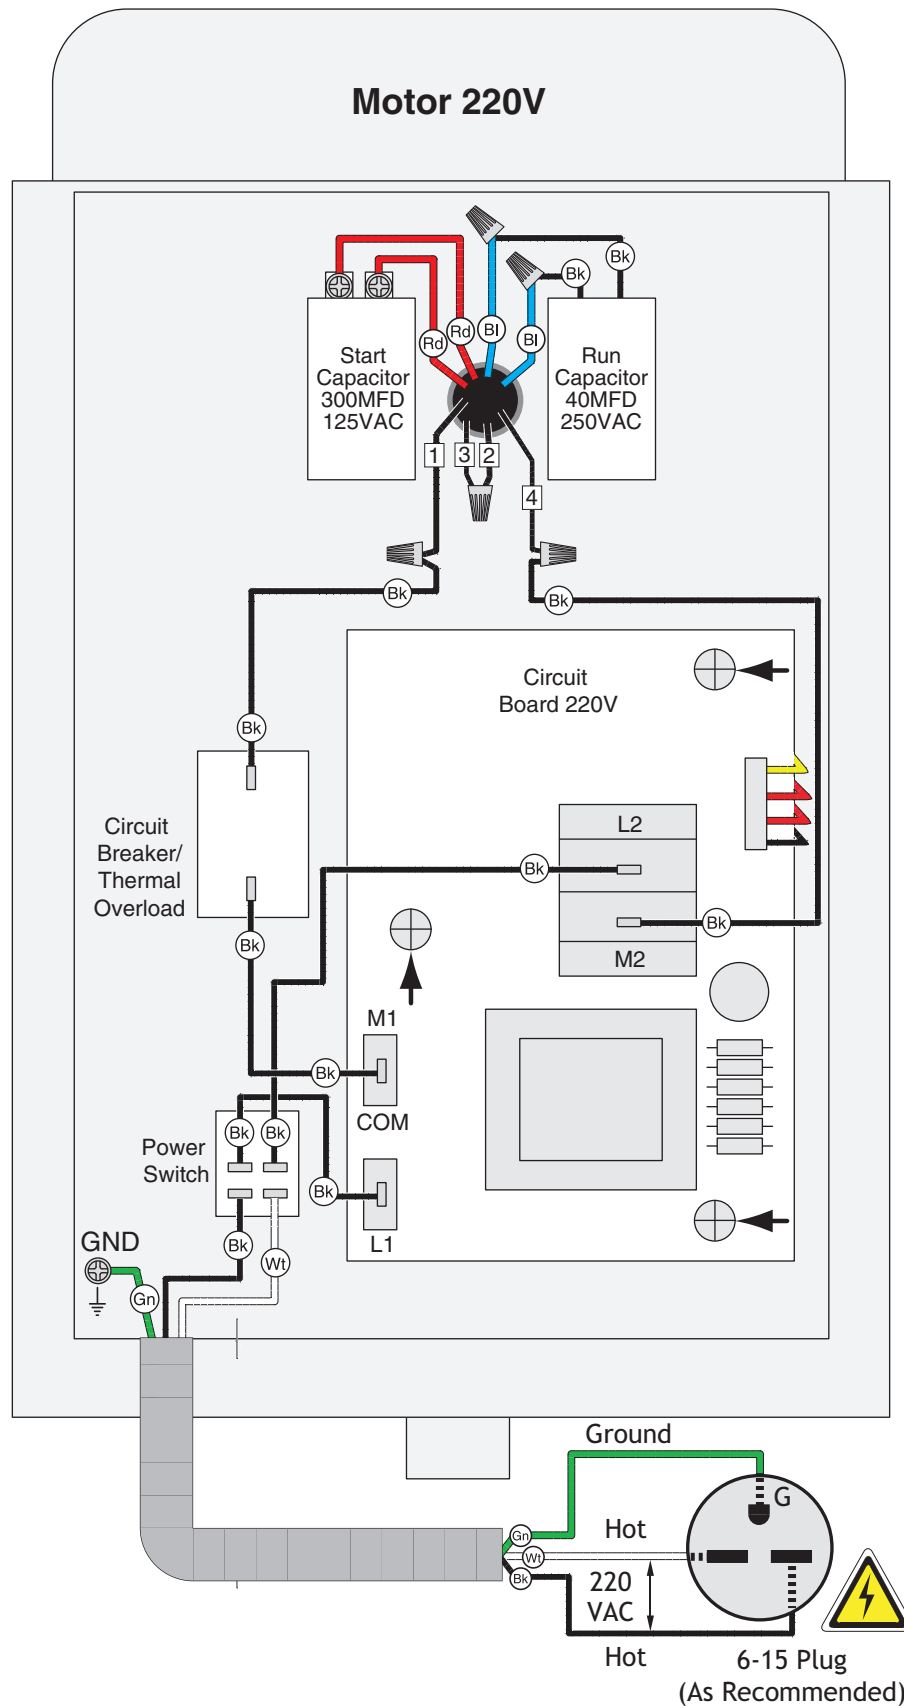 Motor 220V
Bk
Bk
Rd
Rd
Bl
Bl
Start
Capacitor
300MFD
125VAC
Run
Capacitor
40MFD
250VAC
1
3
2
4
Bk
Bk
Circuit
Board 220V
Bk
Circuit
Breaker/
Thermal
Overload
L2
Bk
Bk
M2
Bk
M1
Bk
COM
Power
Switch
Bk
Bk
Bk
L1
GND
Bk
Wt
Gn
Ground
G
Gn
Hot
Wt
Bk
220
VAC
Hot
6-15 Plug
(As Recommended)